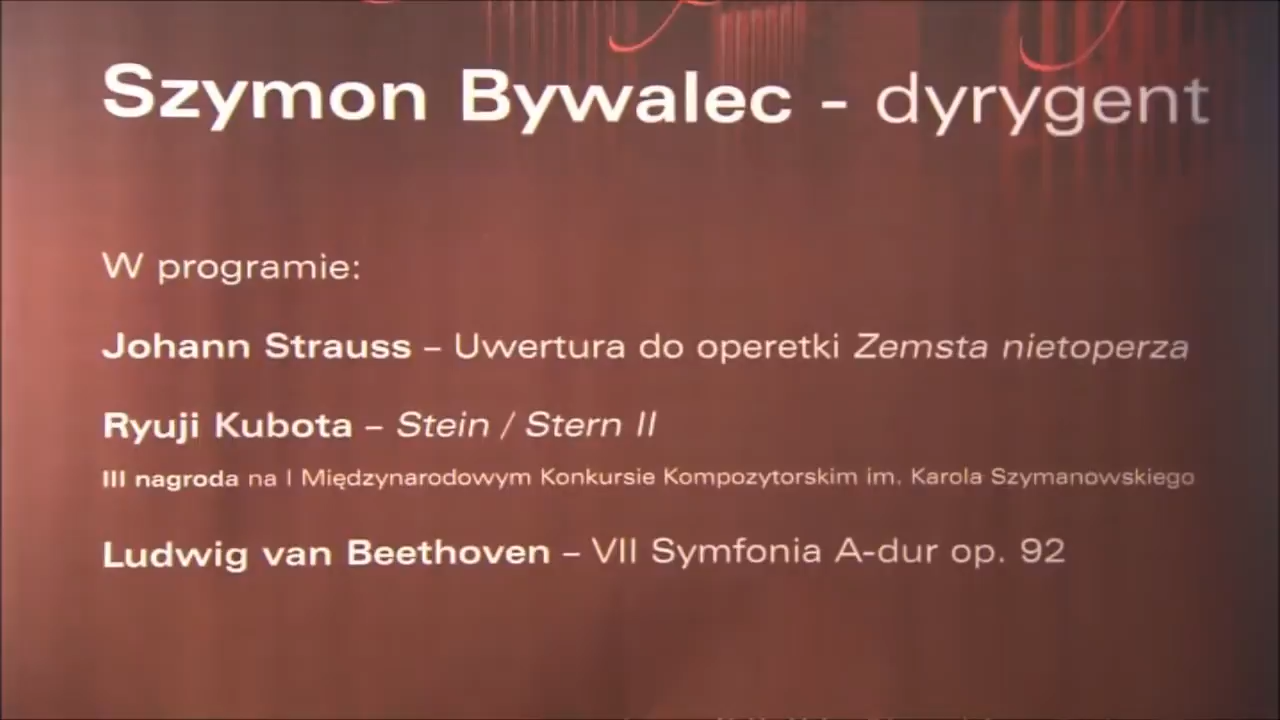 Szymon Bywalec - dyrygent
W programie:
Johann Strauss – Uwertura do operetki Zemsta nietoperza
Ryuji Kubota – Stein / Stern II
III nagroda na I Międzynarodowym Konkursie Kompozytorskim im. Karola Szymanowskiego
Ludwig van Beethoven – VII Symfonia A-dur op. 92